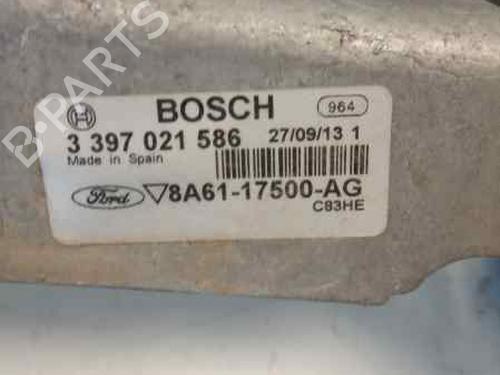 B-PARTS
BOSCH 964
3 397 021 586 27/09/13 1
Made in Spain
Ford 8A61-17500-AG
C83HE